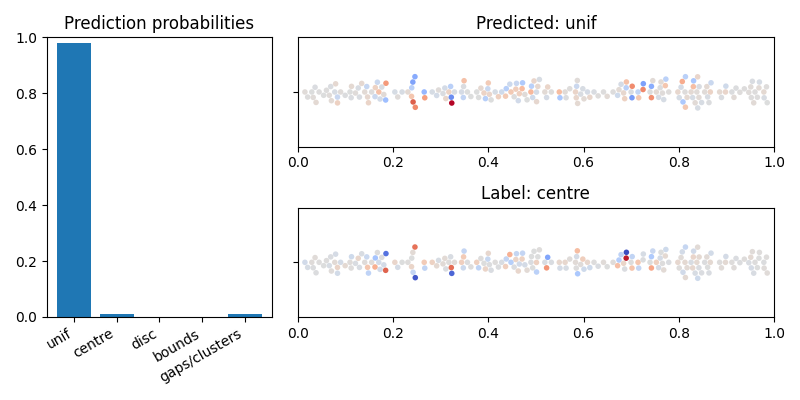 Prediction probabilities
1.0
0.8
0.6
0.4
0.2
0.0
unif
centre
disc
bounds
gaps/clusters
Predicted: unif
0.0 0.2 0.4 0.6 0.8 1.0
Label: centre
0.0 0.2 0.4 0.6 0.8 1.0